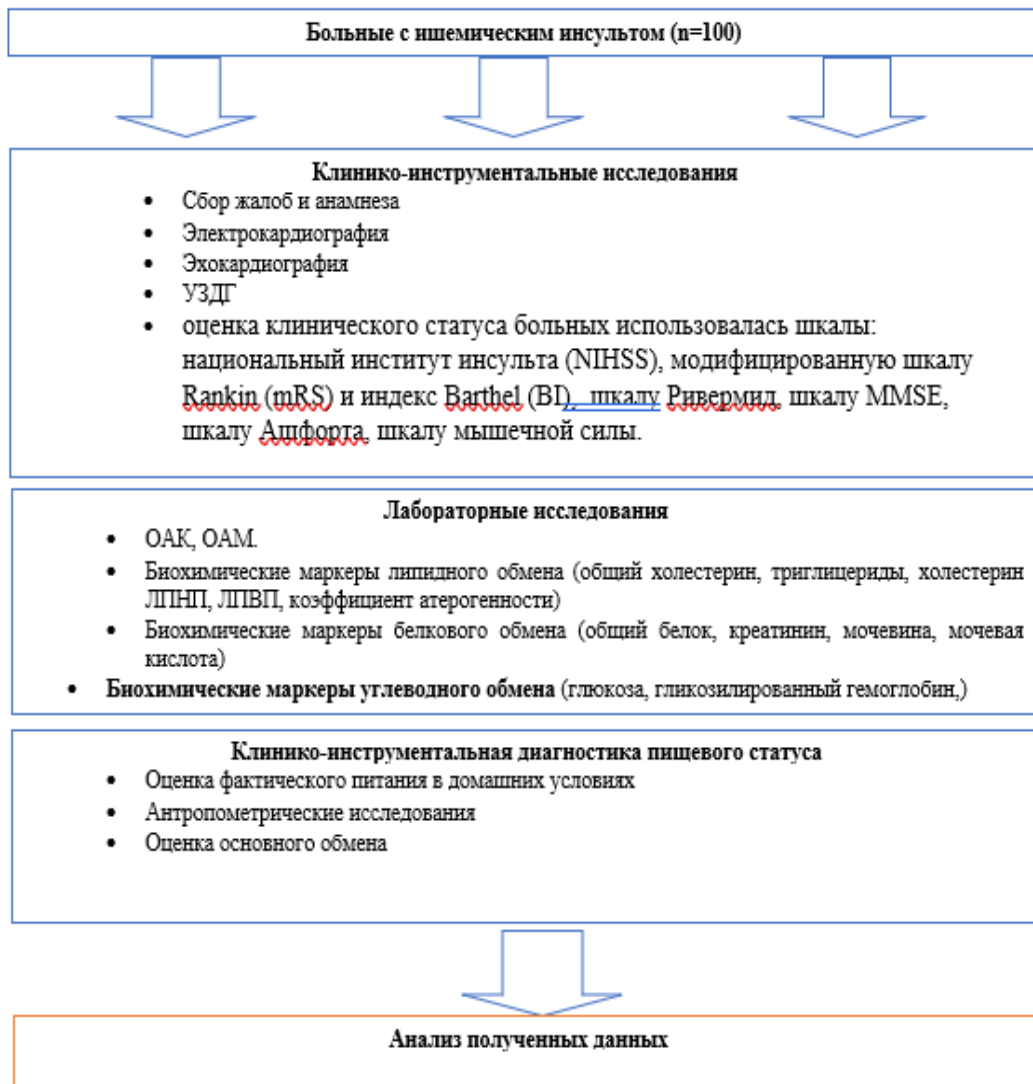 Больные с ишемическим инсультом (n=100)
Клинико-инструментальные исследования
• Сбор жалоб и анамнеза
• Электрокардиография
• Эхокардиография
• УЗДГ
• оценка клинического статуса больных использовалась шкалы:
национальный институт инсульта (NIHSS), модифицированную шкалу
Rankin (mRS) и индекс Barthel (BI), шкалу Ривермид, шкалу MMSE,
шкалу Ашфорта, шкалу мышечной силы.
Лабораторные исследования
• ОАК, ОАМ.
• Биохимические маркеры липидного обмена (общий холестерин, триглицериды, холестерин
ЛПНП, ЛПВП, коэффициент атерогенности)
• Биохимические маркеры белкового обмена (общий белок, креатинин, мочевина, мочевая
кислота)
• Биохимические маркеры углеводного обмена (глюкоза, гликозилированный гемоглобин,)
Клинико-инструментальная диагностика пищевого статуса
• Оценка фактического питания в домашних условиях
• Антропометрические исследования
• Оценка основного обмена
Анализ полученных данных